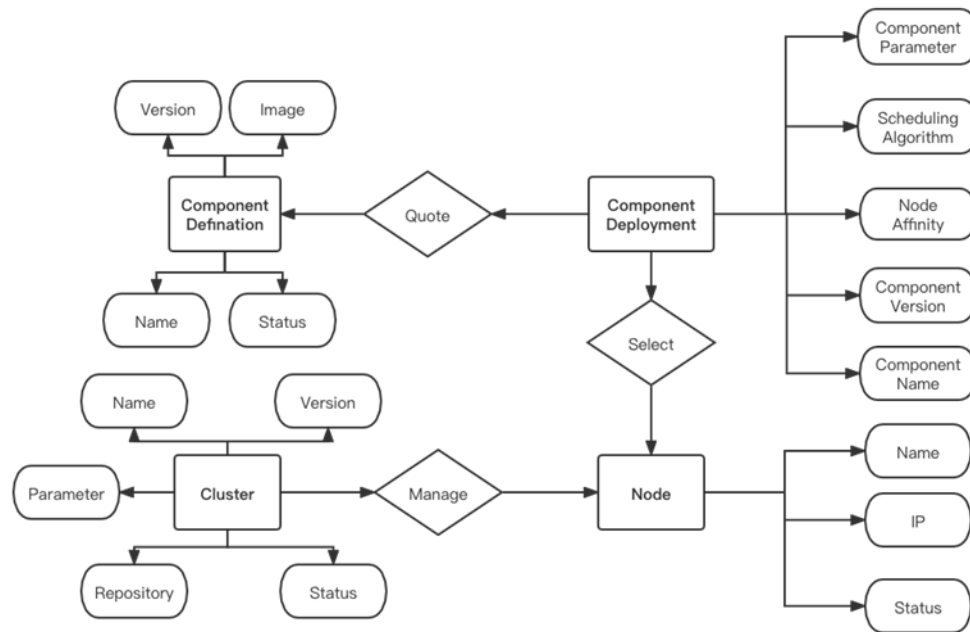 Component
Parameter
Version
Image
Scheduling
Algorithm
Component
Defination
Quote
Component
Deployment
Node
Affinity
Name
Status
Component
Version
Select
Component
Name
Name
Version
Name
Parameter
Cluster
Manage
Node
IP
Repository
Status
Status